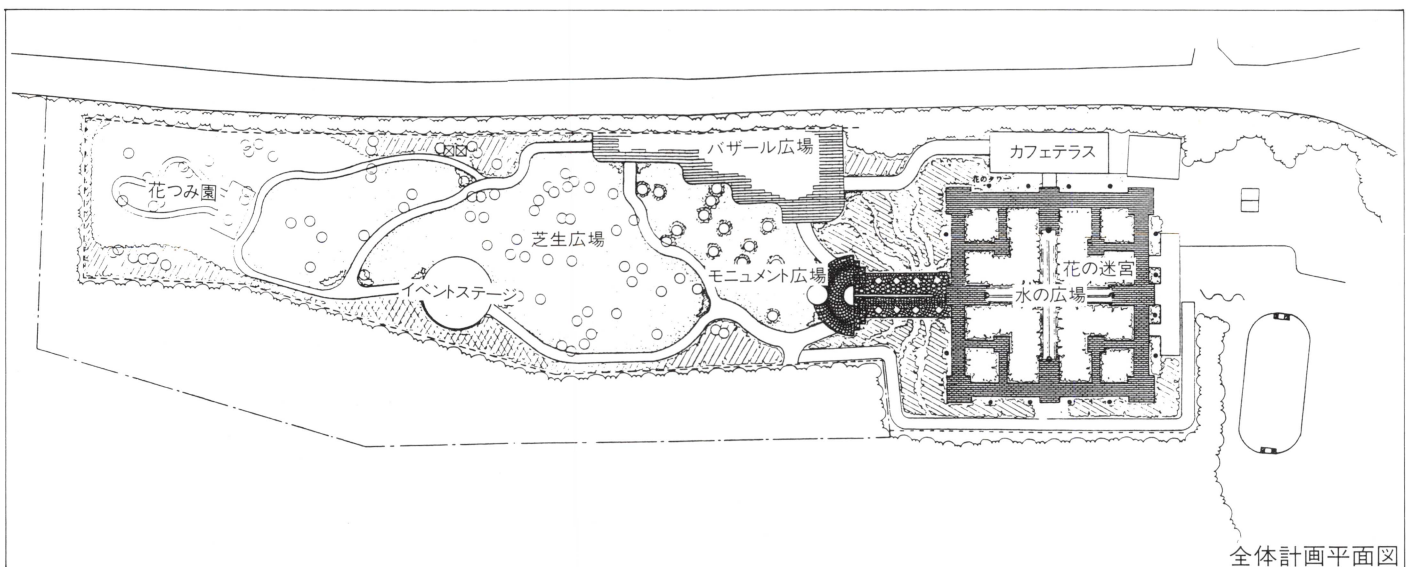 バザール広場
カフェテラス
花のタワー
花つみ園
芝生広場
モニュメント広場
花の迷宮
イベントステージ
水の広場
全体計画平面図